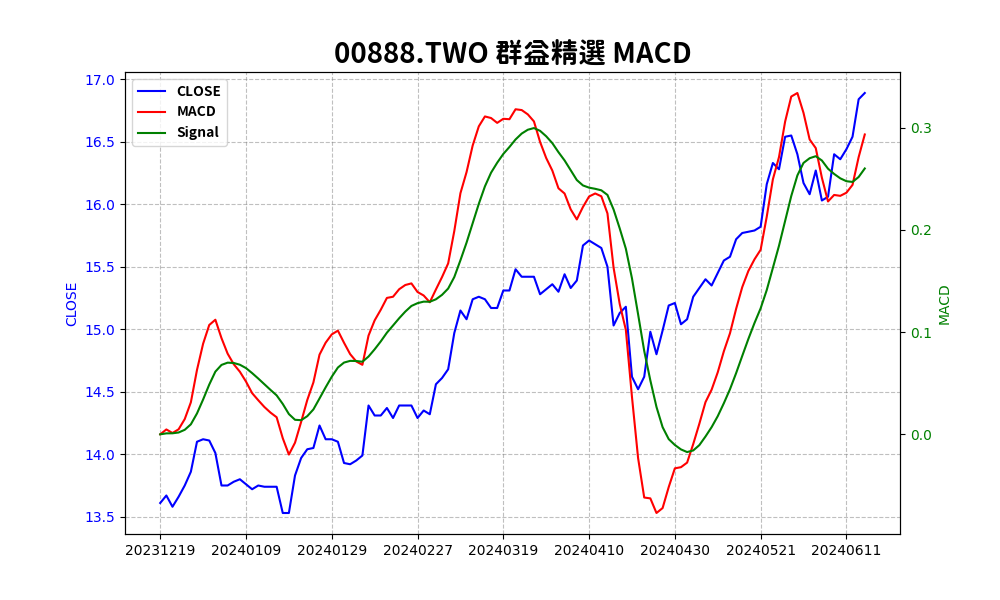 00888.TWO 群益精選 MACD
CLOSE
MACD
Signal
17.0
16.5
16.0
15.5
15.0
14.5
14.0
13.5
CLOSE
0.3
0.2
0.1
0.0
MACD
20231219 20240109 20240129 20240227 20240319 20240410 20240430 20240521 20240611